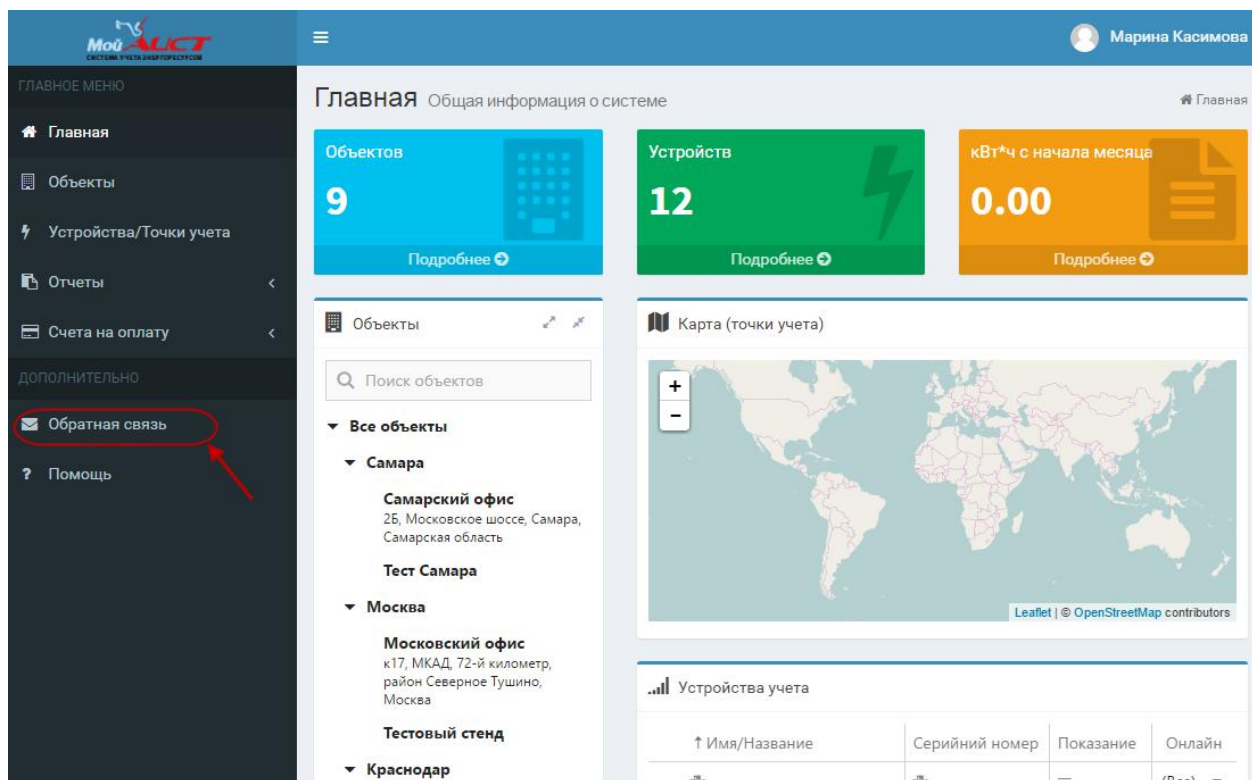 Мой АИСТ
СИСТЕМА УЧЕТА ЭНЕРГОРЕСУРСОВ
Марина Касимова
ГЛАВНОЕ МЕНЮ
Главная
Объекты
Устройства/Точки учета
Отчеты
Счета на оплату
ДОПОЛНИТЕЛЬНО
Обратная связь
? Помощь
Главная Общая информация о системе
Главная
Объектов
9
Подробнее
Устройств
12
Подробнее
кВт*ч с начала месяца
0.00
Подробнее
Объекты
Поиск объектов
Все объекты
Самара
Самарский офис
2Б, Московское шоссе, Самара,
Самарская область
Тест Самара
Москва
Московский офис
к17, МКАД, 72-й километр,
район Северное Тушино,
Москва
Тестовый стенд
Краснодар
Карта (точки учета)
+
−
Leaflet | © OpenStreetMap contributors
Устройства учета
↑ Имя/Название Серийный номер Показание Онлайн
(Все)